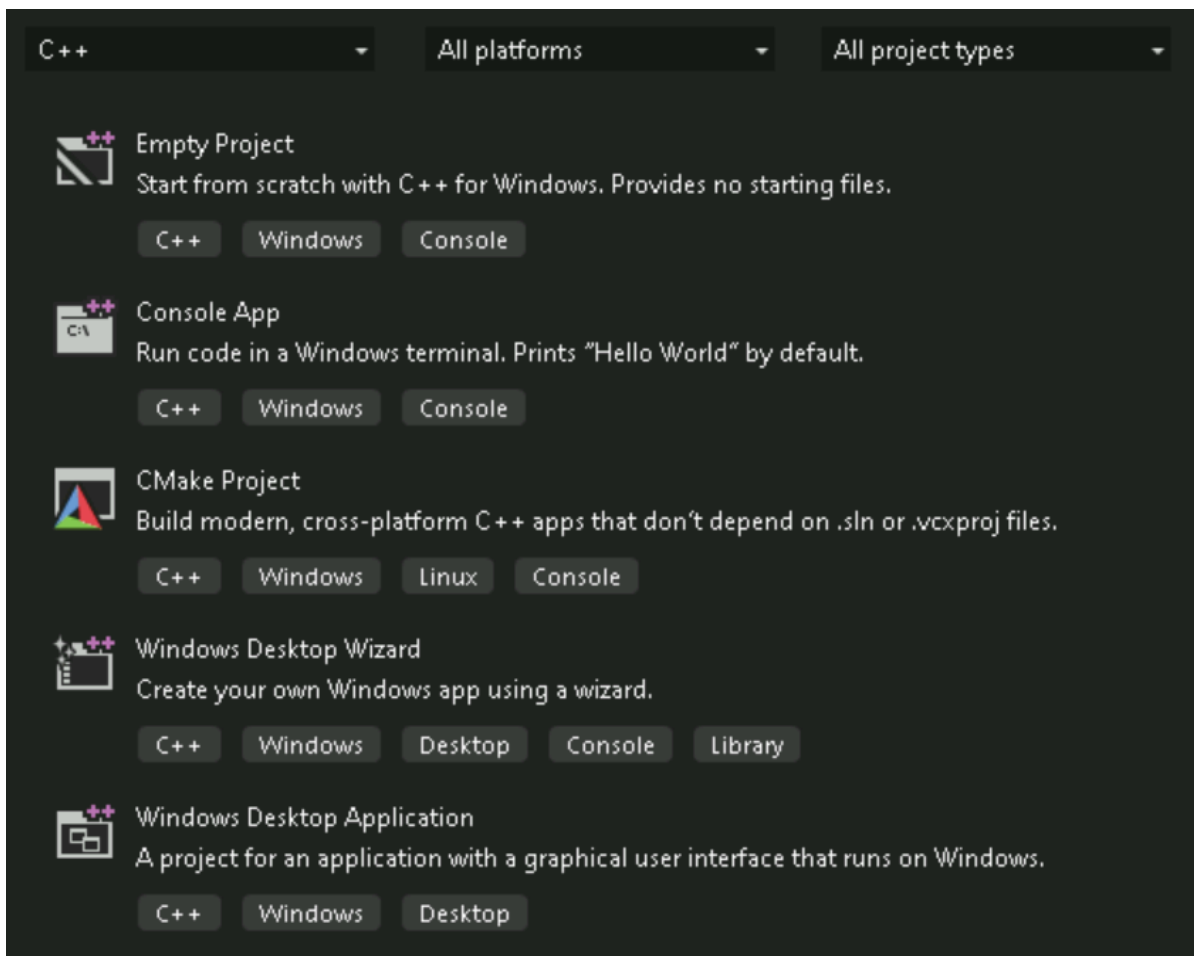 C++ All platforms All project types
Empty Project
Start from scratch with C++ for Windows. Provides no starting files.
C++ Windows Console
Console App
C:\
Run code in a Windows terminal. Prints "Hello World" by default.
C++ Windows Console
CMake Project
Build modern, cross-platform C++ apps that don't depend on .sln or .vcxproj files.
C++ Windows Linux Console
Windows Desktop Wizard
Create your own Windows app using a wizard.
C++ Windows Desktop Console Library
Windows Desktop Application
A project for an application with a graphical user interface that runs on Windows.
C++ Windows Desktop